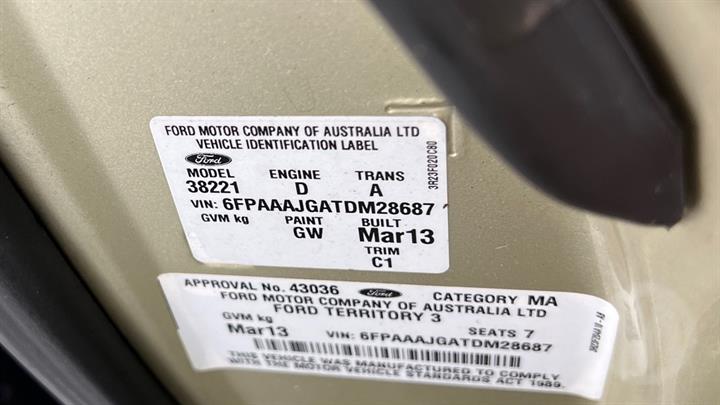 FORD MOTOR COMPANY OF AUSTRALIA LTD
VEHICLE IDENTIFICATION LABEL
Ford
MODEL ENGINE TRANS
38221 D A
VIN: 6FPAAAJGATDM28687
GVM kg PAINT BUILT
GW Mar13
TRIM
C1
3R23F020C80
APPROVAL No. 43036 Ford CATEGORY MA
FORD MOTOR COMPANY OF AUSTRALIA LTD
FORD TERRITORY 3
GVM kg SEATS 7
Mar13 VIN: 6FPAAAJGATDM28687
THIS VEHICLE WAS MANUFACTURED TO COMPLY
WITH THE MOTOR VEHICLE STANDARDS ACT 1989.